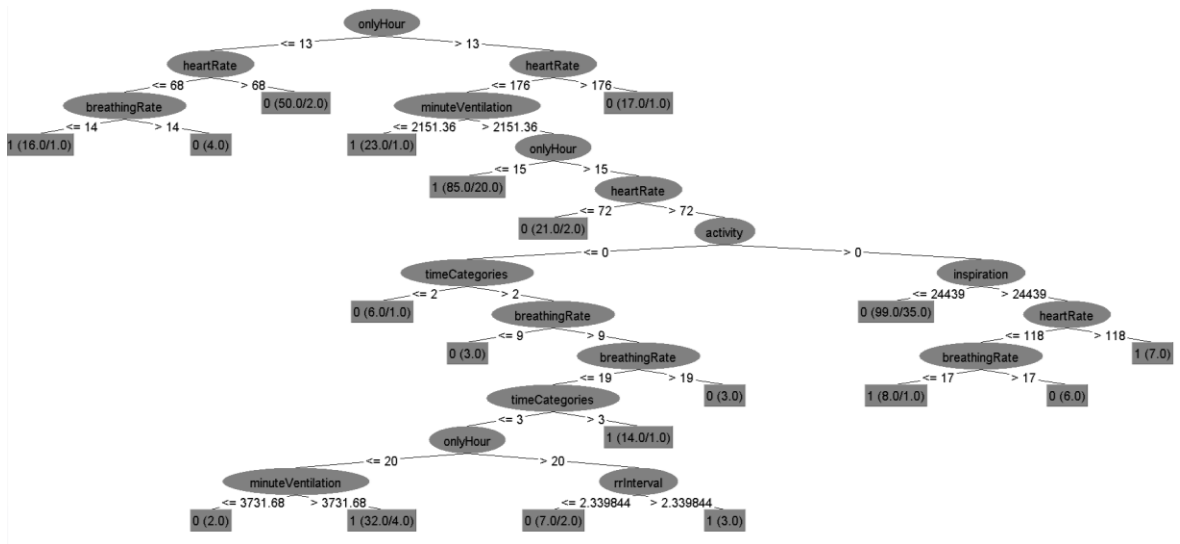 onlyHour
<= 13 > 13
heartRate heartRate
<= 68 > 68 <= 176 > 176
breathingRate 0 (50.0/2.0) minuteVentilation 0 (17.0/1.0)
<= 14 > 14 <= 2151.36 > 2151.36
1 (16.0/1.0) 0 (4.0) 1 (23.0/1.0) onlyHour
<= 15 > 15
1 (85.0/20.0) heartRate
<= 72 > 72
0 (21.0/2.0) activity
<= 0 > 0
timeCategories inspiration
<= 2 > 2 <= 24439 > 24439
0 (6.0/1.0) breathingRate 0 (99.0/35.0) heartRate
<= 9 > 9 <= 118 > 118
0 (3.0) breathingRate breathingRate 1 (7.0)
<= 19 > 19 <= 17 > 17
timeCategories 0 (3.0) 1 (8.0/1.0) 0 (6.0)
<= 3 > 3
onlyHour 1 (14.0/1.0)
<= 20 > 20
minuteVentilation rrInterval
<= 3731.68 > 3731.68 <= 2.339844 > 2.339844
0 (2.0) 1 (32.0/4.0) 0 (7.0/2.0) 1 (3.0)